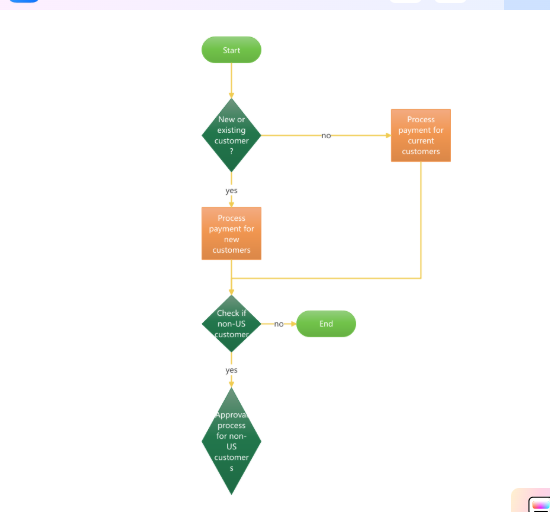 Start
New or
existing
customer
?
no
Process
payment for
current
customers
yes
Process
payment for
new
customers
Check if
non-US
customer
no
End
yes
Approval
process
for non-
US
customer
s